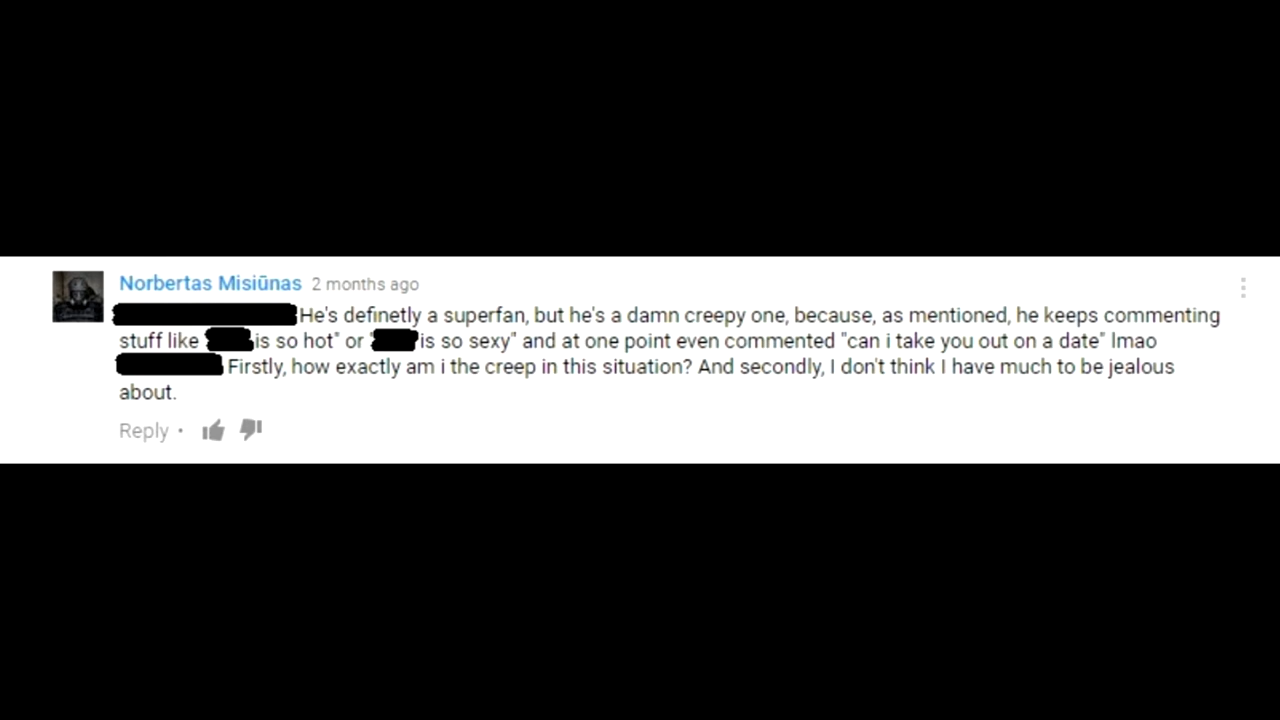 Norbertas Misiūnas 2 months ago
He's definetly a superfan, but he's a damn creepy one, because, as mentioned, he keeps commenting
stuff like is so hot" or "is so sexy" and at one point even commented "can i take you out on a date" lmao
Firstly, how exactly am i the creep in this situation? And secondly, I don't think I have much to be jealous
about.
Reply •